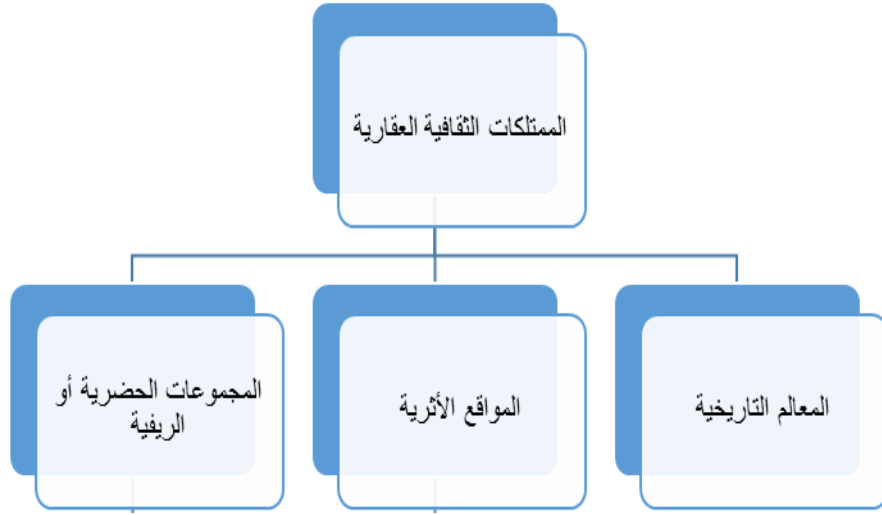 الممتلكات الثقافية العقارية
المعالم التاريخية
المواقع الأثرية
المجموعات الحضرية أو
الريفية